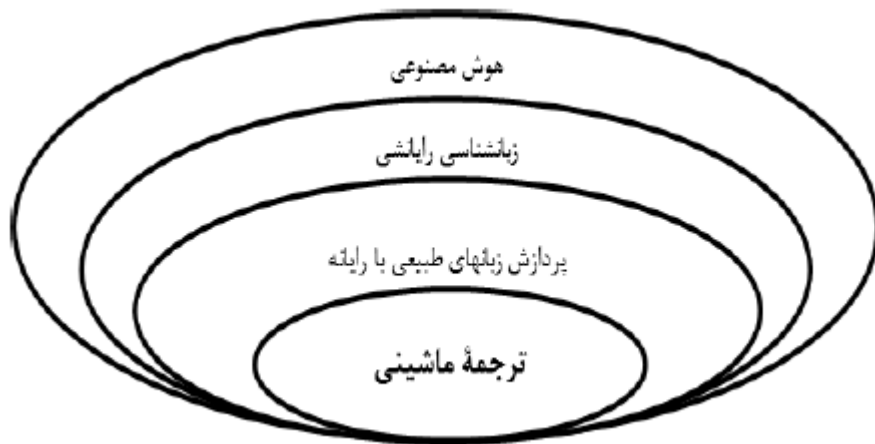 هوش مصنوعی
زبانشناسی رایانشی
پردازش زبانهای طبیعی با رایانه
ترجمهٔ ماشینی